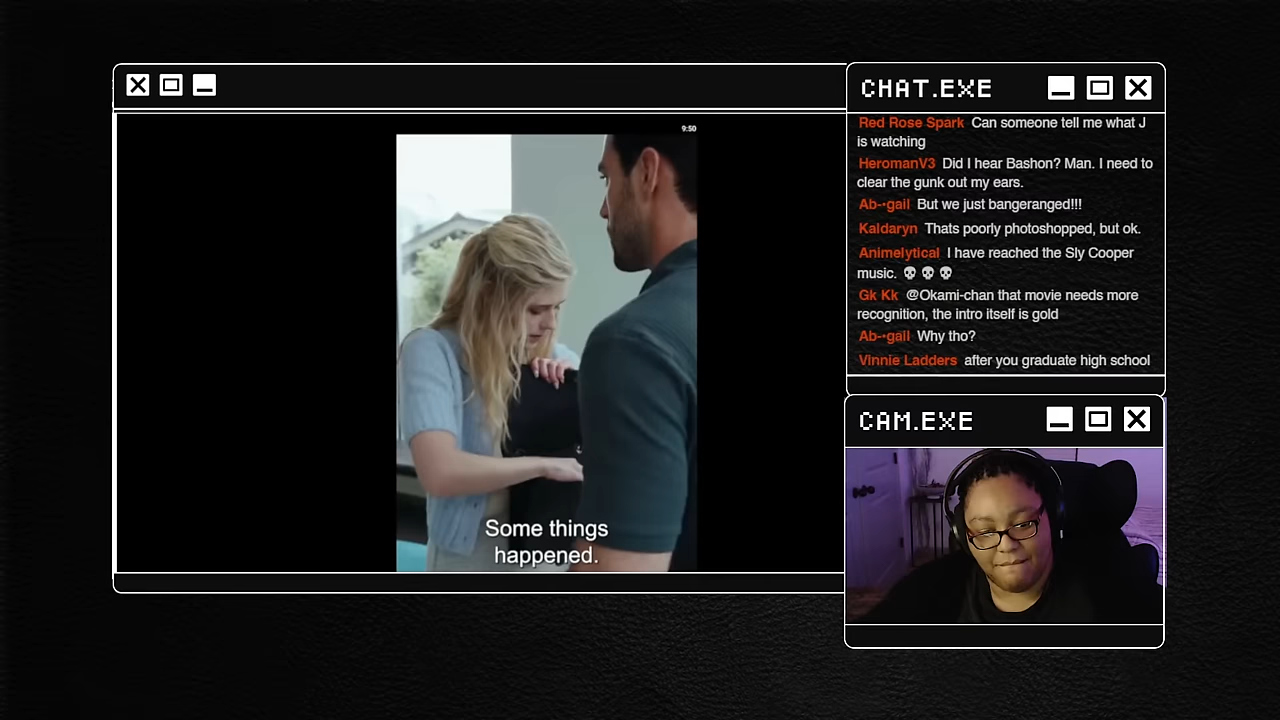 9:50
Some things
happened.
CHAT.EXE
Red Rose Spark Can someone tell me what J
is watching
HeromanV3 Did I hear Bashon? Man. I need to
clear the gunk out my ears.
Ab-•gail But we just bangeranged!!!
Kaldaryn Thats poorly photoshopped, but ok.
Animelytical I have reached the Sly Cooper
music. 💀 💀 💀
Gk Kk @Okami-chan that movie needs more
recognition, the intro itself is gold
Ab-•gail Why tho?
Vinnie Ladders after you graduate high school
CAM.EXE